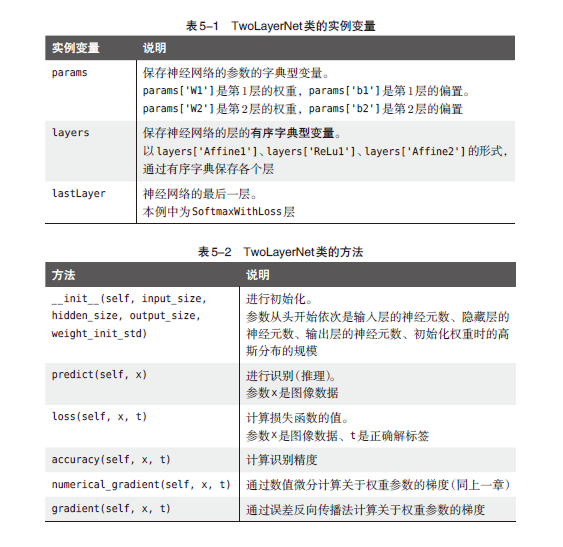 表5-1 TwoLayerNet类的实例变量
实例变量 说明
params 保存神经网络的参数的字典型变量。
params['W1']是第1层的权重，params['b1']是第1层的偏置。
params['W2']是第2层的权重，params['b2']是第2层的偏置
layers 保存神经网络的层的有序字典型变量。
以layers['Affine1']、layers['ReLu1']、layers['Affine2']的形式，
通过有序字典保存各个层
lastLayer 神经网络的最后一层。
本例中为SoftmaxWithLoss层
表5-2 TwoLayerNet类的方法
方法 说明
__init__(self, input_size, 进行初始化。
hidden_size, output_size, 参数从头开始依次是输入层的神经元数、隐藏层的
weight_init_std) 神经元数、输出层的神经元数、初始化权重时的高
斯分布的规模
predict(self, x) 进行识别（推理）。
参数x是图像数据
loss(self, x, t) 计算损失函数的值。
参数x是图像数据、t是正确解标签
accuracy(self, x, t) 计算识别精度
numerical_gradient(self, x, t) 通过数值微分计算关于权重参数的梯度（同上一章）
gradient(self, x, t) 通过误差反向传播法计算关于权重参数的梯度